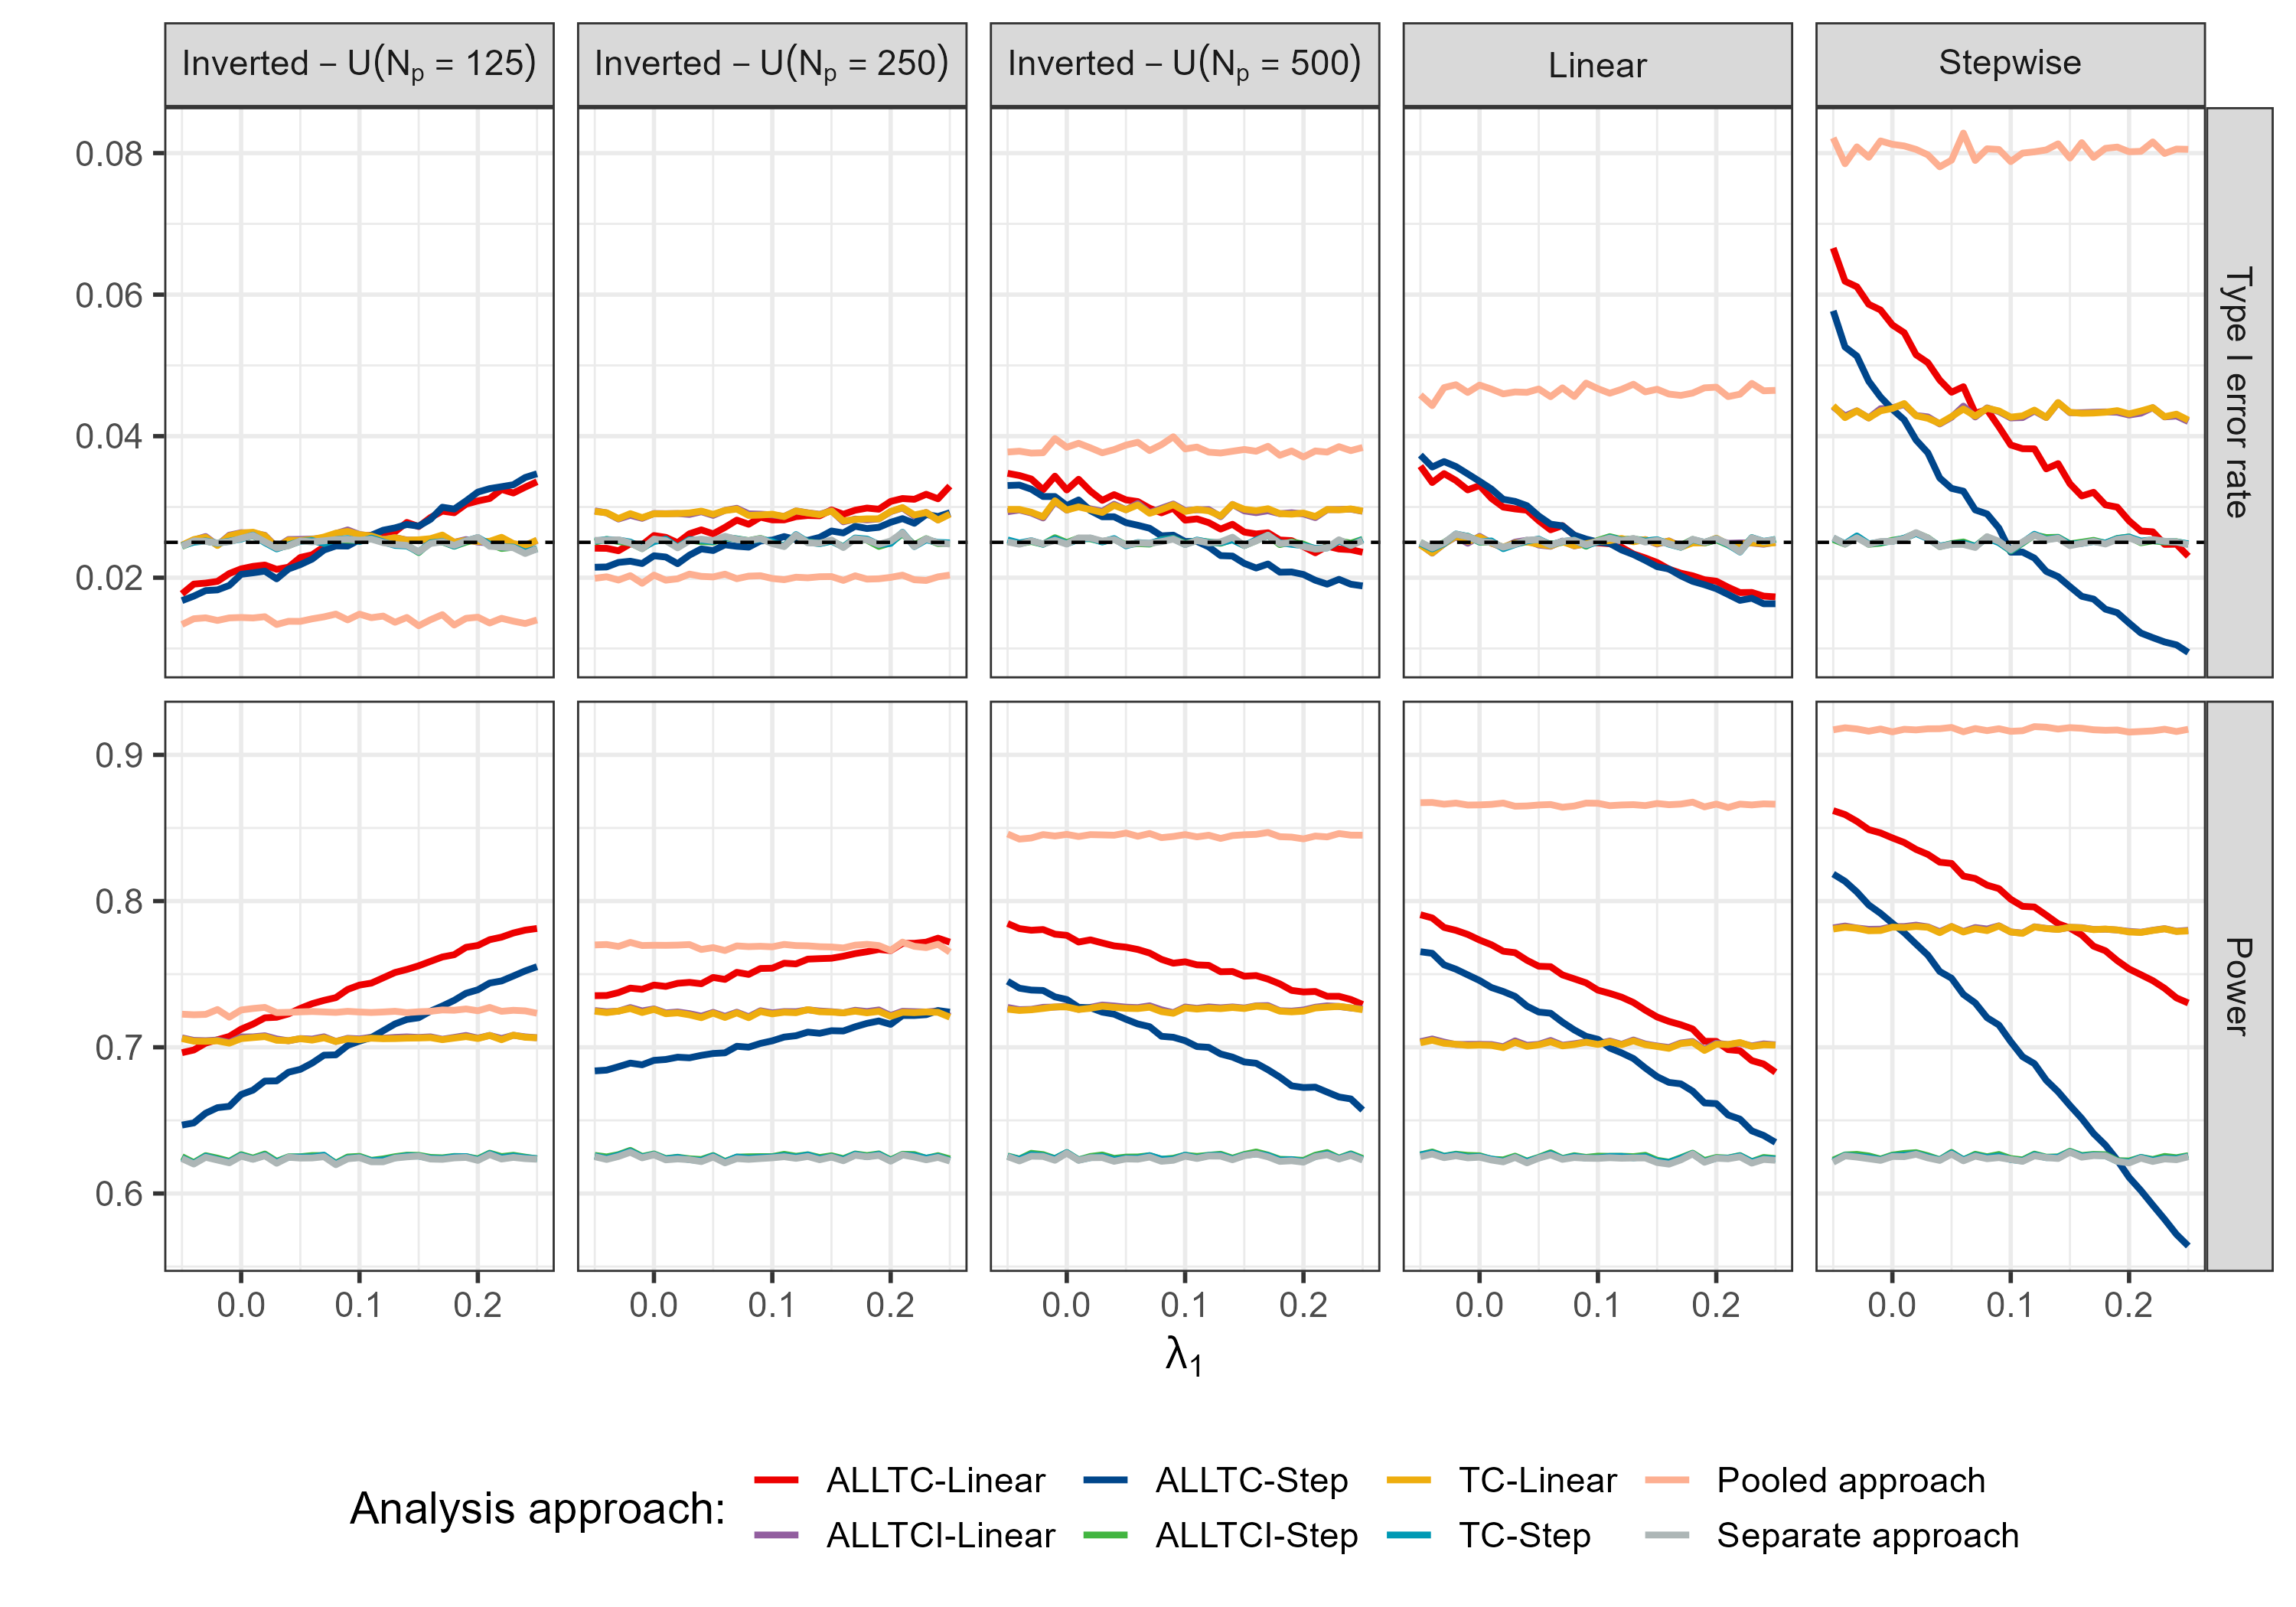 Inverted – U(Np = 125) Inverted – U(Np = 250) Inverted – U(Np = 500) Linear Stepwise
0.08
0.06
0.04
0.02
Type I error rate
0.9
0.8
0.7
0.6
Power
0.0 0.1 0.2 0.0 0.1 0.2 0.0 0.1 0.2 0.0 0.1 0.2 0.0 0.1 0.2
λ1
Analysis approach:
ALLTC-Linear ALLTC-Step TC-Linear Pooled approach
ALLTCI-Linear ALLTCI-Step TC-Step Separate approach